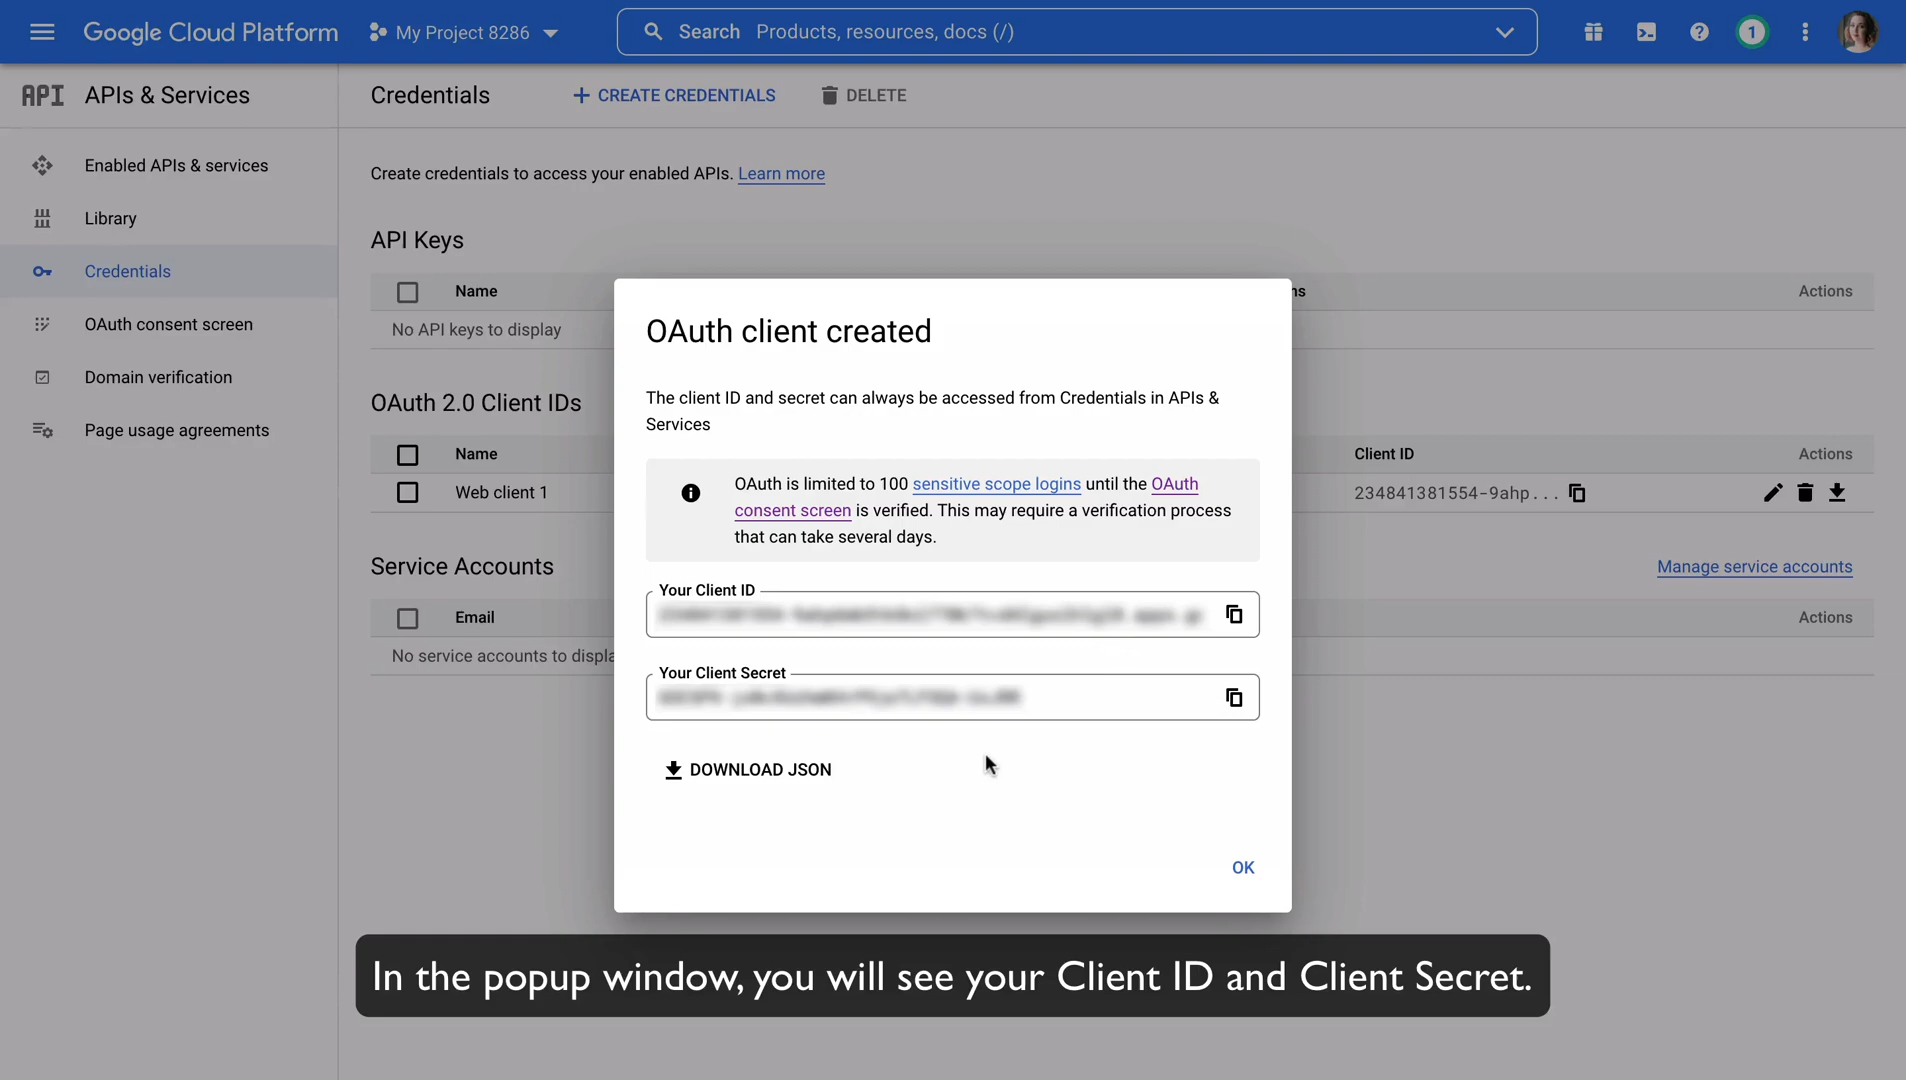 Google Cloud Platform
My Project 8286
Search Products, resources, docs (/)
1
API APIs & Services
Credentials
CREATE CREDENTIALS
DELETE
Enabled APIs & services
Library
Credentials
OAuth consent screen
Domain verification
Page usage agreements
Create credentials to access your enabled APIs. Learn more
API Keys
Name
ns
Actions
No API keys to display
OAuth 2.0 Client IDs
Name
Client ID
Actions
Web client 1
234841381554-9ahp...
Service Accounts
Manage service accounts
Email
Actions
No service accounts to displa
OAuth client created
The client ID and secret can always be accessed from Credentials in APIs &
Services
OAuth is limited to 100 sensitive scope logins until the OAuth
consent screen is verified. This may require a verification process
that can take several days.
Your Client ID
Your Client Secret
DOWNLOAD JSON
OK
In the popup window, you will see your Client ID and Client Secret.